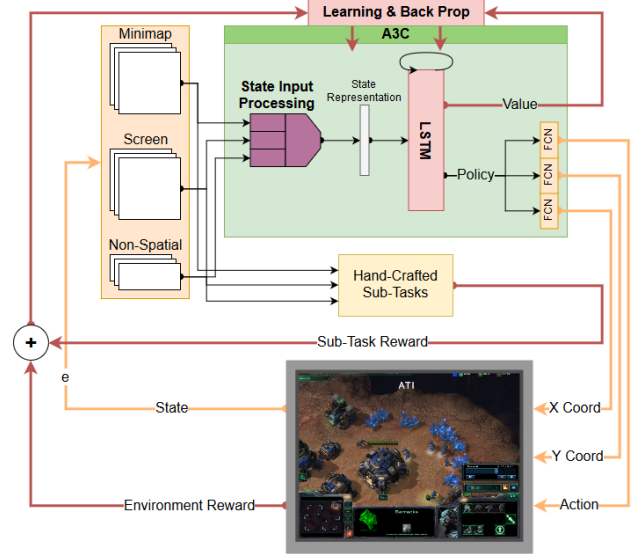 Learning & Back Prop
A3C
Minimap
State Input
Processing
State
Representation
LSTM
Value
Policy
FCN
FCN
FCN
Screen
Non-Spatial
Hand-Crafted
Sub-Tasks
+
Sub-Task Reward
e
State
ATI
X Coord
Y Coord
Action
Environment Reward
Barracks